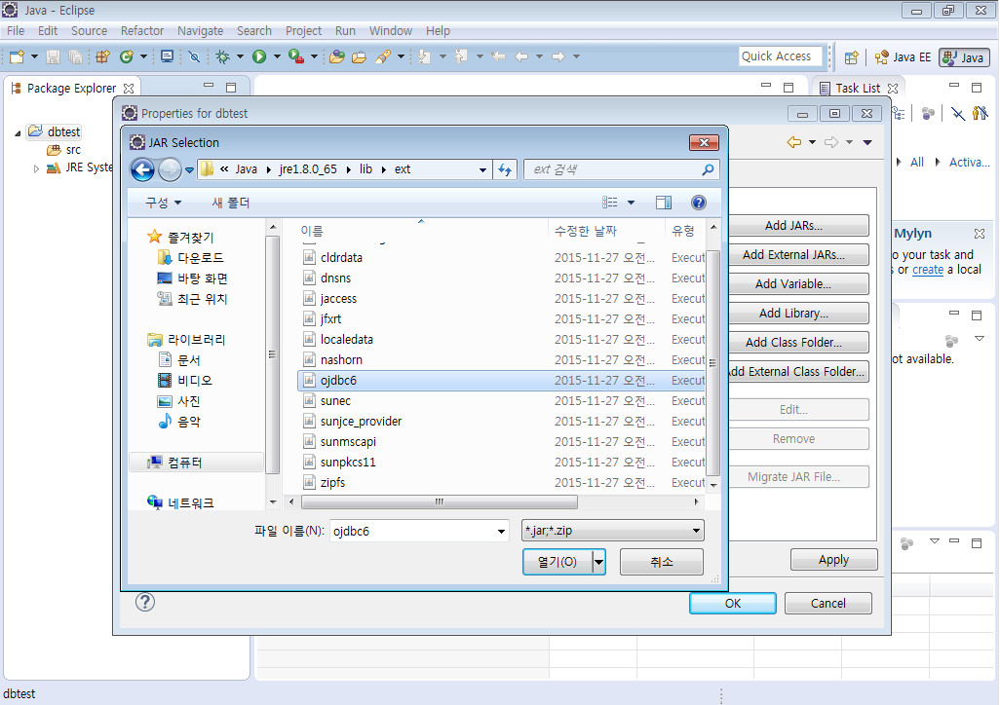 Java - Eclipse
File Edit Source Refactor Navigate Search Project Run Window Help
Quick Access
Java EE
Java
Package Explorer
Task List
dbtest
src
JRE Syste
Properties for dbtest
JAR Selection
« Java jre1.8.0_65 lib ext
ext 검색
구성
새 폴더
이름
수정한 날짜
유형
즐겨찾기
다운로드
바탕 화면
최근 위치
라이브러리
문서
비디오
사진
음악
컴퓨터
네트워크
cldrdata 2015-11-27 오전... Execut
dnsns 2015-11-27 오전... Execut
jaccess 2015-11-27 오전... Execut
jfxrt 2015-11-27 오전... Execut
localedata 2015-11-27 오전... Execut
nashorn 2015-11-27 오전... Execut
ojdbc6 2015-11-27 오전... Execut
sunec 2015-11-27 오전... Execut
sunjce_provider 2015-11-27 오전... Execut
sunmscapi 2015-11-27 오전... Execut
sunpkcs11 2015-11-27 오전... Execut
zipfs 2015-11-27 오전... Execut
파일 이름(N): ojdbc6
*.jar;*.zip
열기(O)
취소
Add JARs...
Add External JARs...
Add Variable...
Add Library...
Add Class Folder...
Add External Class Folder...
Edit...
Remove
Migrate JAR File...
Apply
OK
Cancel
All
Activa...
Mylyn
o your task and
s or create a local
ot available.
dbtest